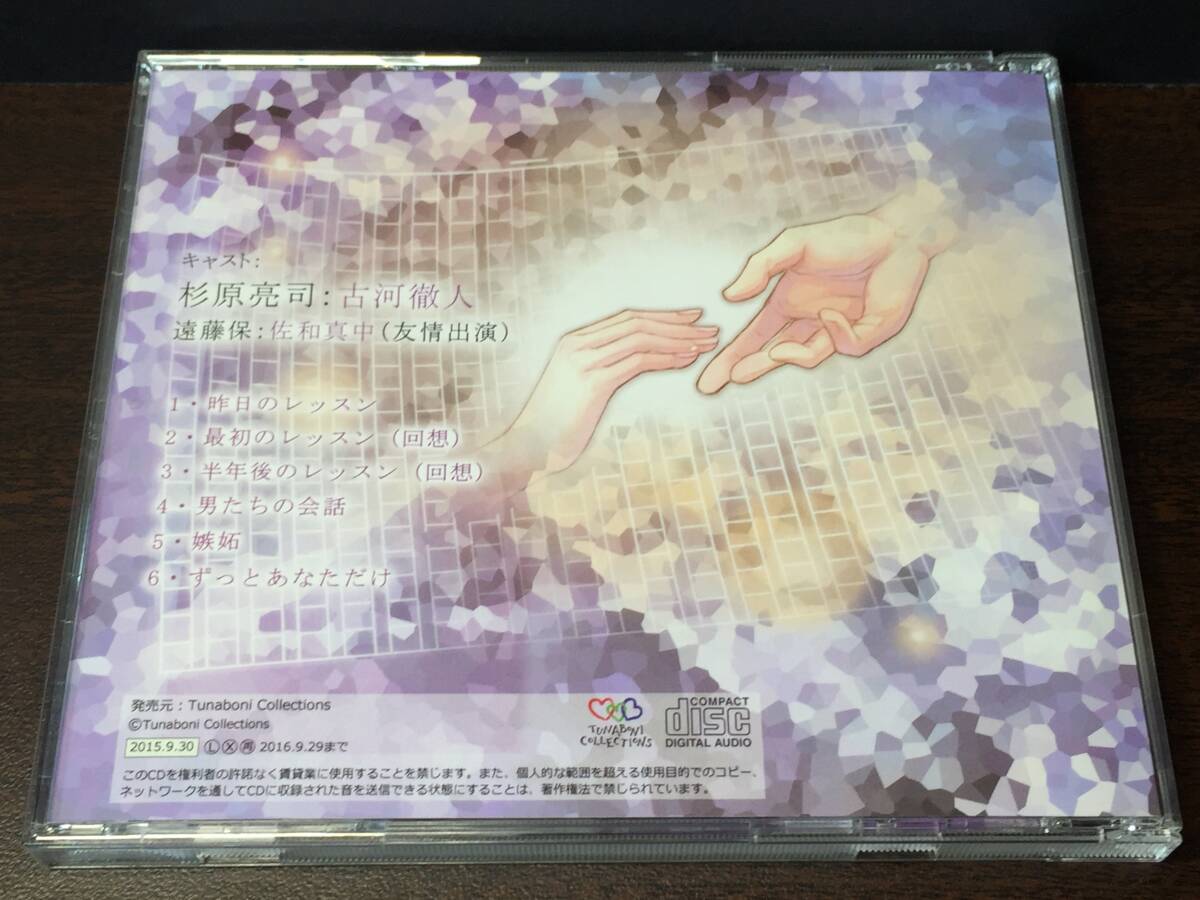 キャスト:
杉原亮司:古河徹人
遠藤保:佐和真中(友情出演)
1・昨日のレッスン
2・最初のレッスン(回想)
3・半年後のレッスン(回想)
4・男たちの会話
5・嫉妬
6・ずっとあなただけ
発売元:Tunaboni Collections
©Tunaboni Collections
2015.9.30 Ⓛ Ⓧ ㊢ 2016.9.29まで
TUNABONI COLLECTIONS
COMPACT disc DIGITAL AUDIO
このCDを権利者の許諾なく賃貸業に使用することを禁じます。また、個人的な範囲を超える使用目的でのコピー、
ネットワークを通してCDに収録された音を送信できる状態にすることは、著作権法で禁じられています。